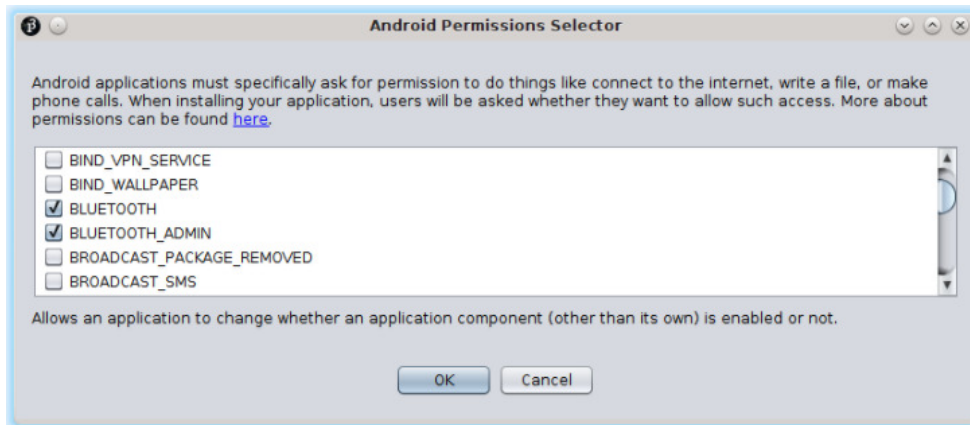 Android Permissions Selector
Android applications must specifically ask for permission to do things like connect to the internet, write a file, or make
phone calls. When installing your application, users will be asked whether they want to allow such access. More about
permissions can be found here.
BIND_VPN_SERVICE
BIND_WALLPAPER
BLUETOOTH
BLUETOOTH_ADMIN
BROADCAST_PACKAGE_REMOVED
BROADCAST_SMS
Allows an application to change whether an application component (other than its own) is enabled or not.
OK
Cancel